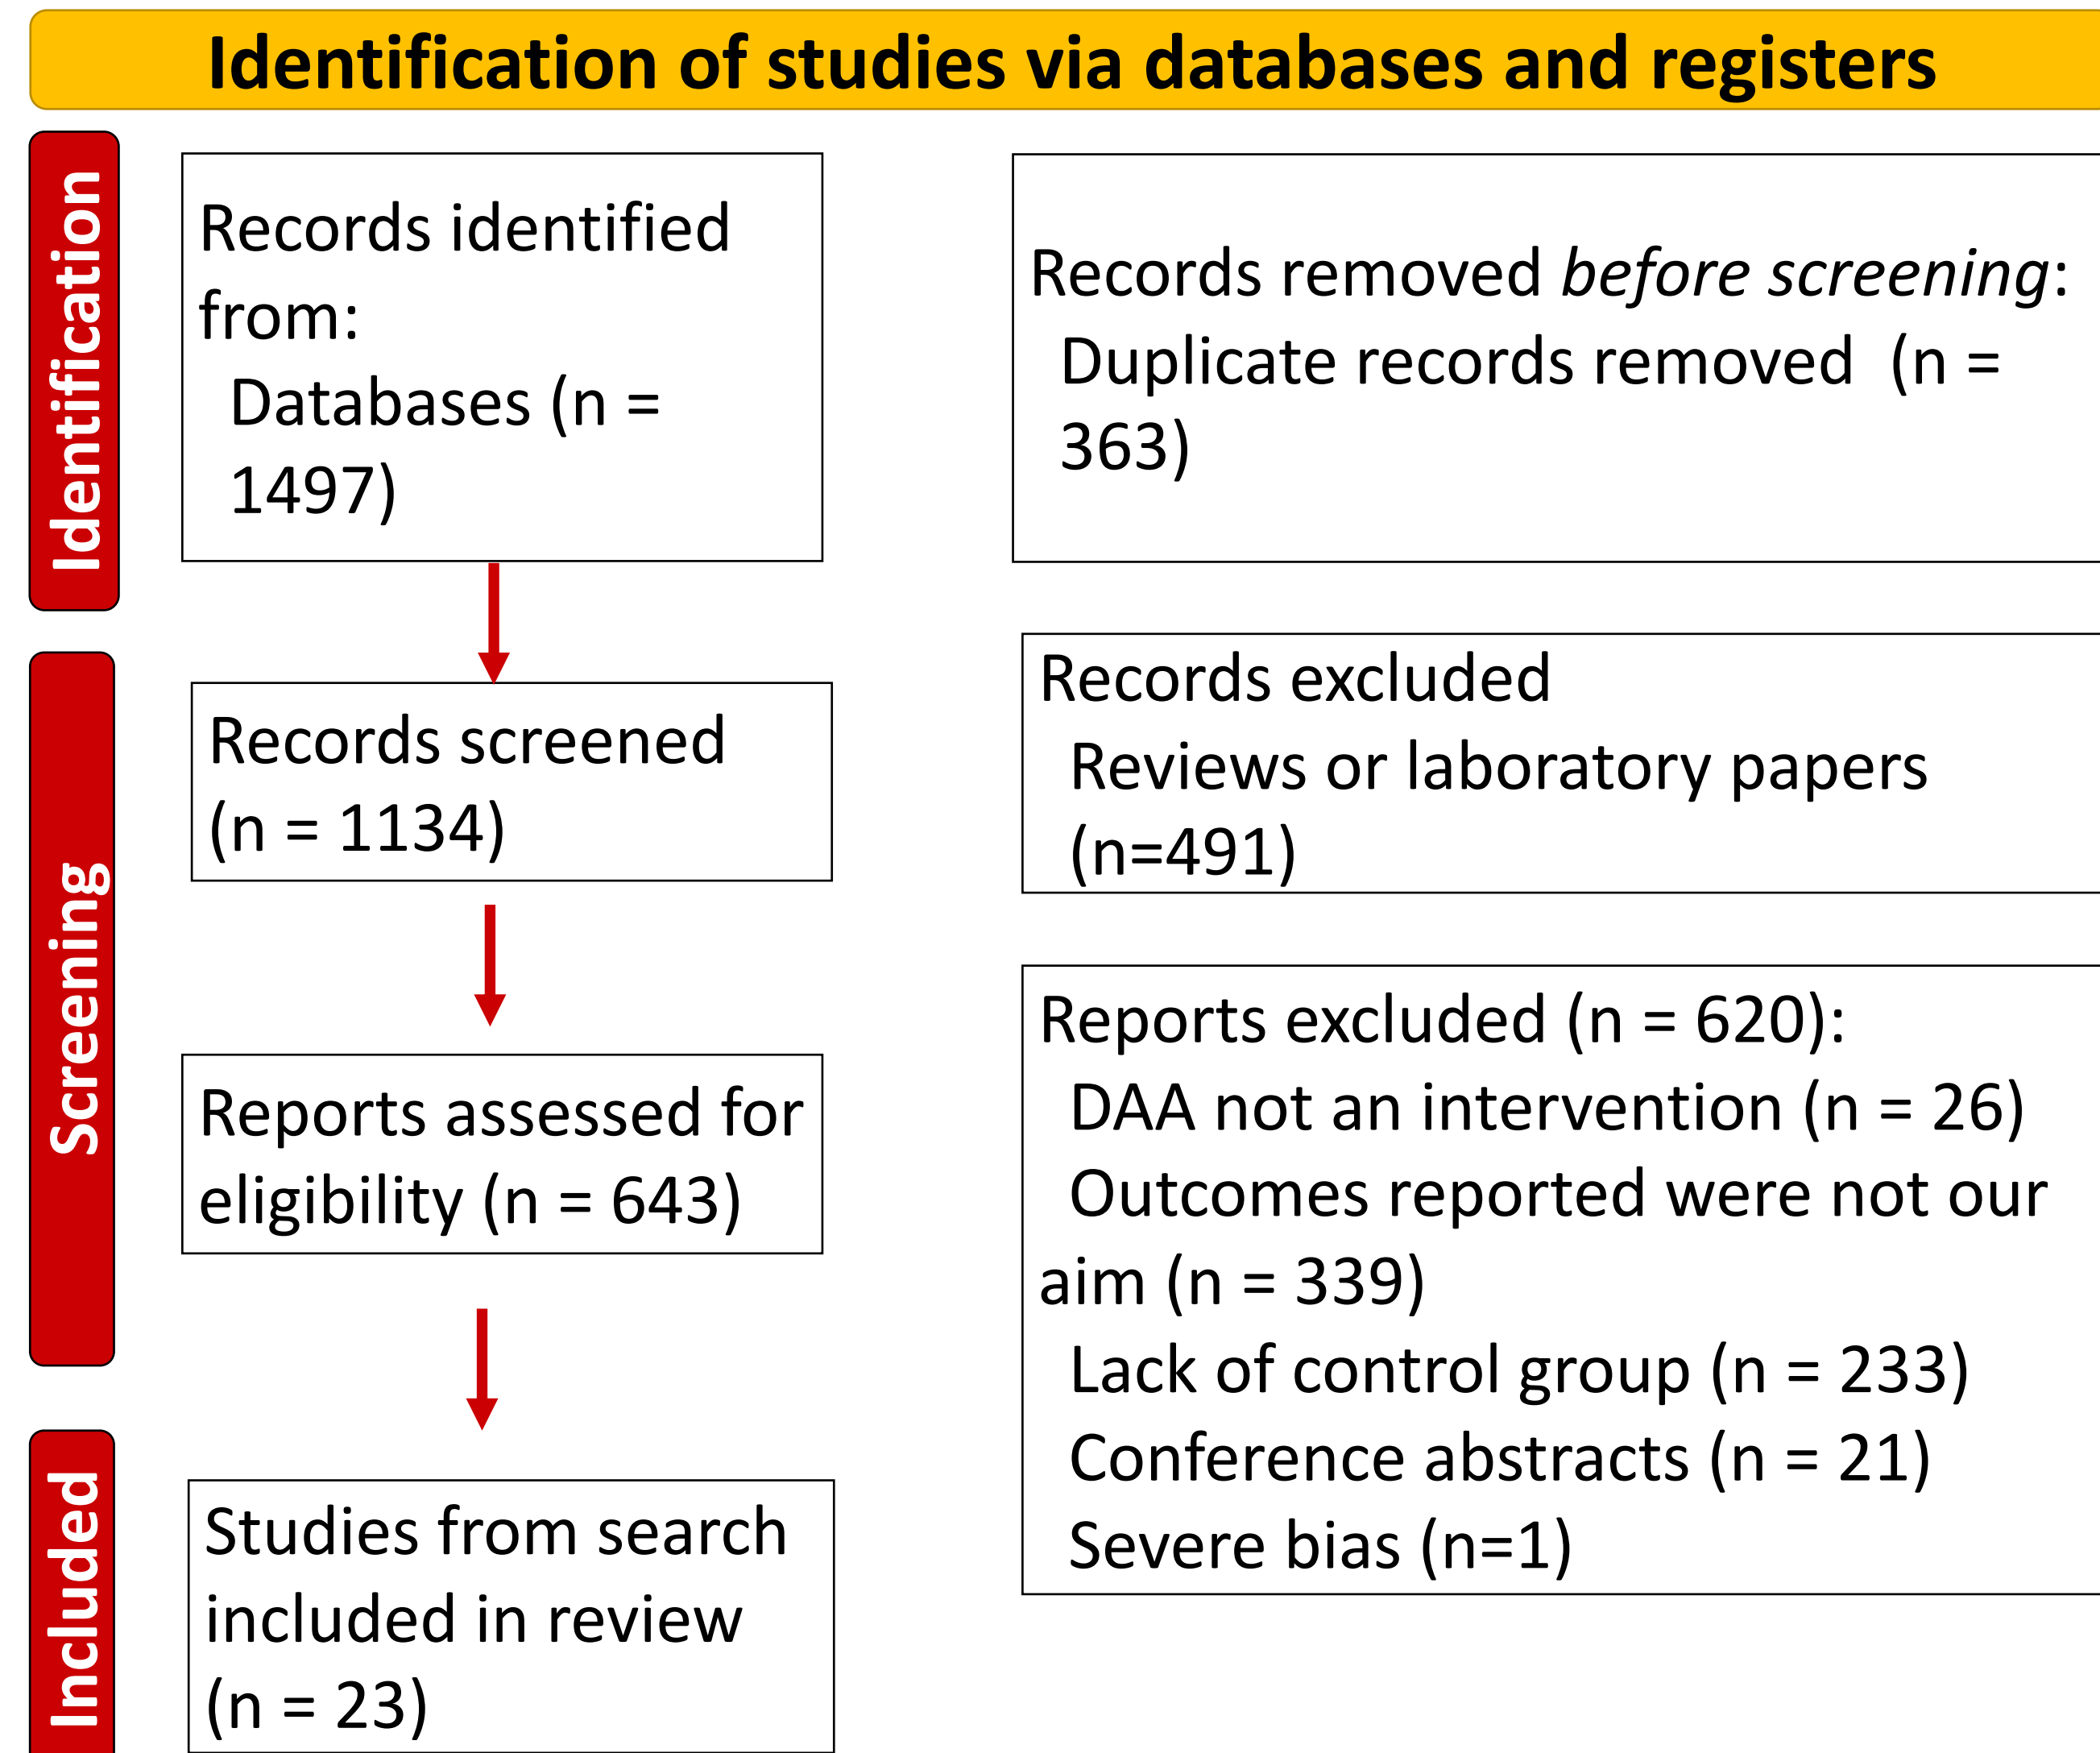 Identification of studies via databases and registers
Identification
Records identified
from:
Databases (n =
1497)
Records removed before screening:
Duplicate records removed  (n =
363)
Screening
Records screened
(n = 1134)
Records excluded
Reviews or laboratory papers
(n=491)
Reports assessed for
eligibility (n = 643)
Reports excluded (n = 620):
DAA not an intervention (n = 26)
Outcomes reported were not our
aim (n = 339)
Lack of control group (n = 233)
Conference abstracts (n = 21)
Severe bias (n=1)
Included
Studies from search
included in review
(n = 23)